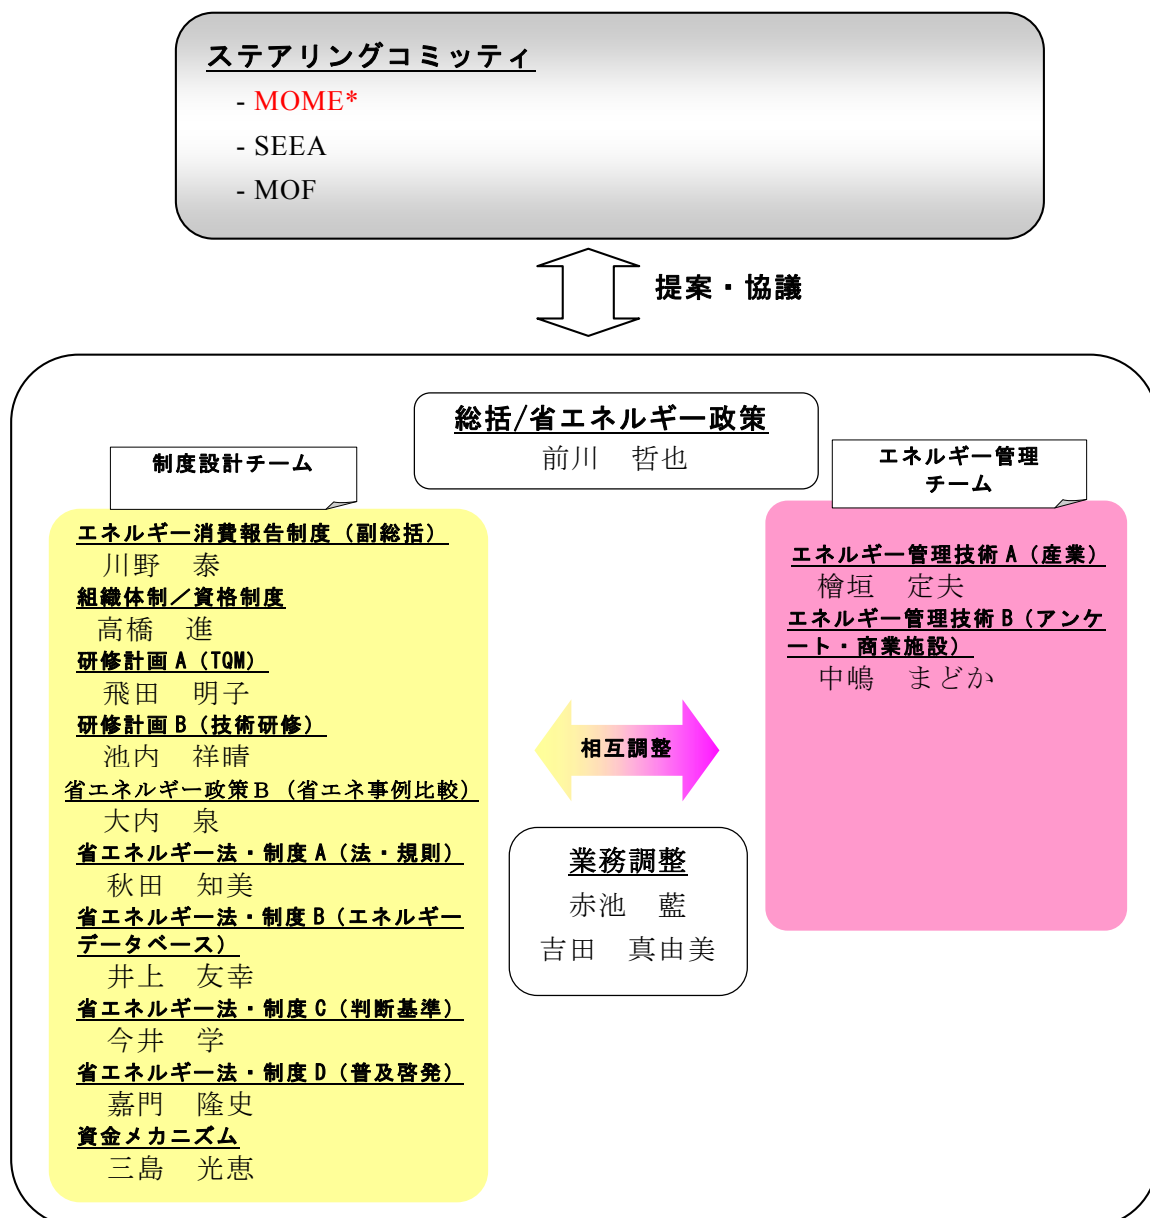 ステアリングコミッティ
- MOME*
- SEEA
- MOF
提案・協議
総括/省エネルギー政策
前川　哲也
制度設計チーム
エネルギー消費報告制度（副総括）
川野　泰
組織体制／資格制度
高橋　進
研修計画 A（TQM）
飛田　明子
研修計画 B（技術研修）
池内　祥晴
省エネルギー政策Ｂ（省エネ事例比較）
大内　泉
省エネルギー法・制度 A（法・規則）
秋田　知美
省エネルギー法・制度 B（エネルギー
データベース）
井上　友幸
省エネルギー法・制度 C（判断基準）
今井　学
省エネルギー法・制度 D（普及啓発）
嘉門　隆史
資金メカニズム
三島　光恵
相互調整
業務調整
赤池　藍
吉田　真由美
エネルギー管理
チーム
エネルギー管理技術 A（産業）
檜垣　定夫
エネルギー管理技術 B（アンケ
ート・商業施設）
中嶋　まどか